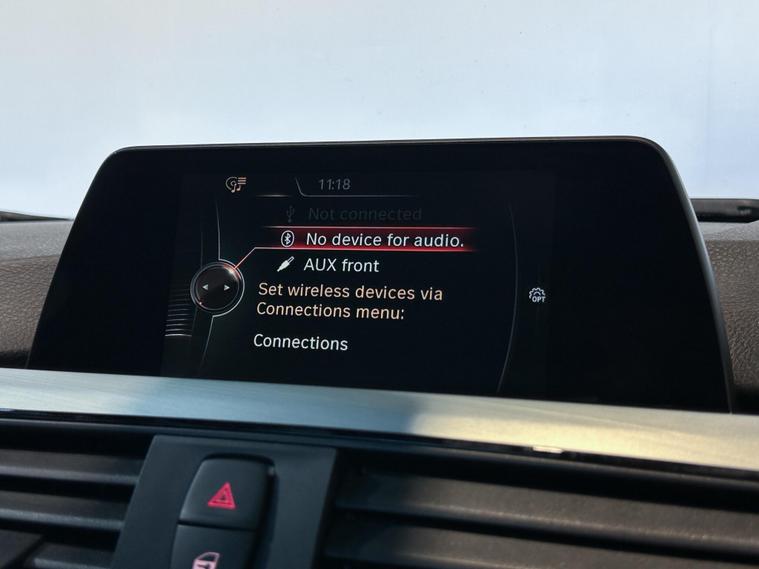 11:18
Not connected
No device for audio.
AUX front
Set wireless devices via
Connections menu:
Connections
OPT